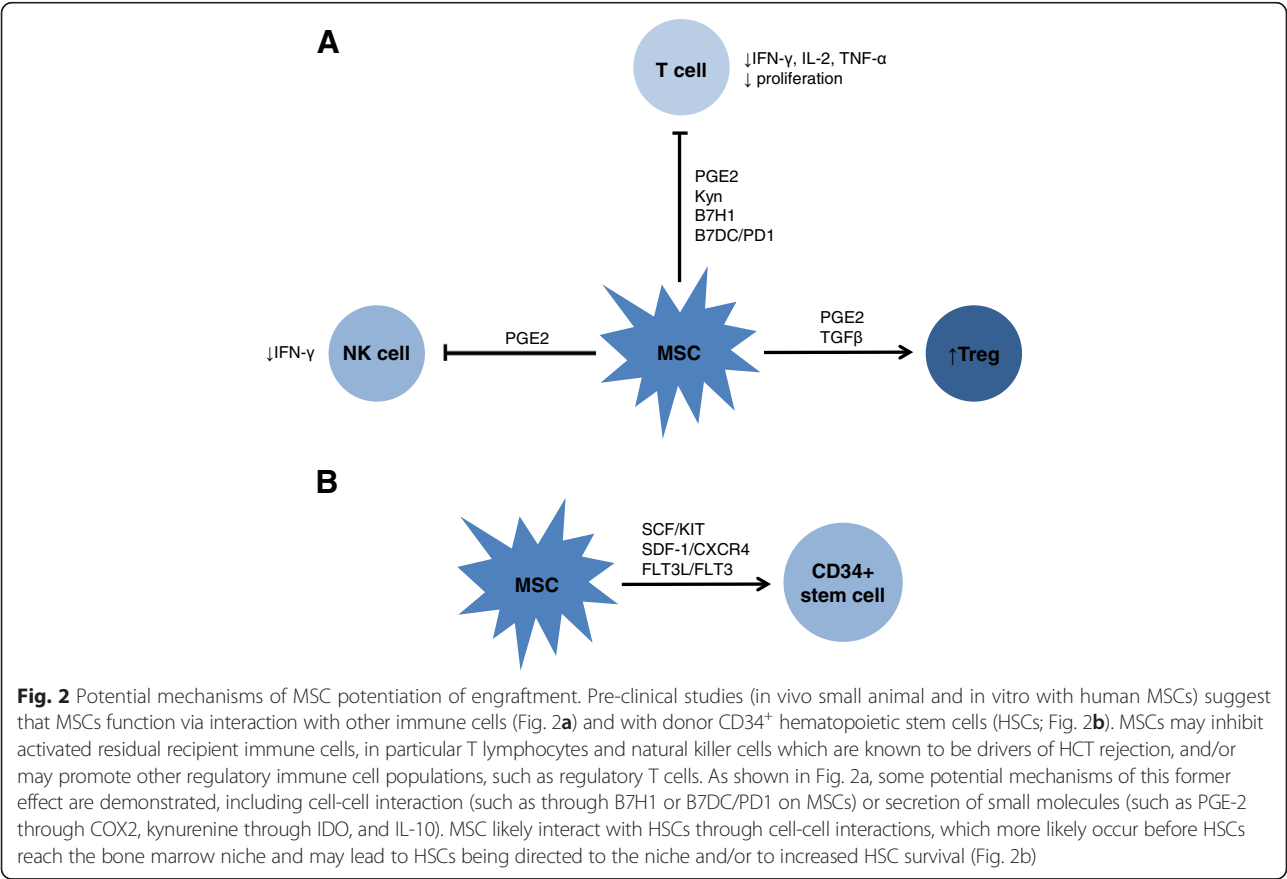 A
T cell
↓IFN-γ, IL-2, TNF-α
↓ proliferation
PGE2
Kyn
B7H1
B7DC/PD1
↓IFN-γ
NK cell
PGE2
MSC
PGE2
TGFβ
↑Treg
B
MSC
SCF/KIT
SDF-1/CXCR4
FLT3L/FLT3
CD34+
stem cell
Fig. 2 Potential mechanisms of MSC potentiation of engraftment. Pre-clinical studies (in vivo small animal and in vitro with human MSCs) suggest
that MSCs function via interaction with other immune cells (Fig. 2a) and with donor CD34+ hematopoietic stem cells (HSCs; Fig. 2b). MSCs may inhibit
activated residual recipient immune cells, in particular T lymphocytes and natural killer cells which are known to be drivers of HCT rejection, and/or
may promote other regulatory immune cell populations, such as regulatory T cells. As shown in Fig. 2a, some potential mechanisms of this former
effect are demonstrated, including cell-cell interaction (such as through B7H1 or B7DC/PD1 on MSCs) or secretion of small molecules (such as PGE-2
through COX2, kynurenine through IDO, and IL-10). MSC likely interact with HSCs through cell-cell interactions, which more likely occur before HSCs
reach the bone marrow niche and may lead to HSCs being directed to the niche and/or to increased HSC survival (Fig. 2b)